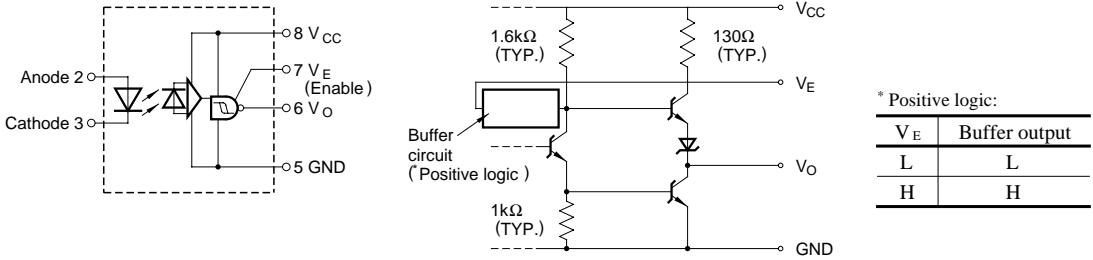 8 VCC
Anode 2
7 VE
(Enable)
6 VO
Cathode 3
5 GND
VCC
1.6kΩ
(TYP.)
130Ω
(TYP.)
VE
Buffer
circuit
(*Positive logic)
VO
1kΩ
(TYP.)
GND
* Positive logic:
VE Buffer output
L L
H H